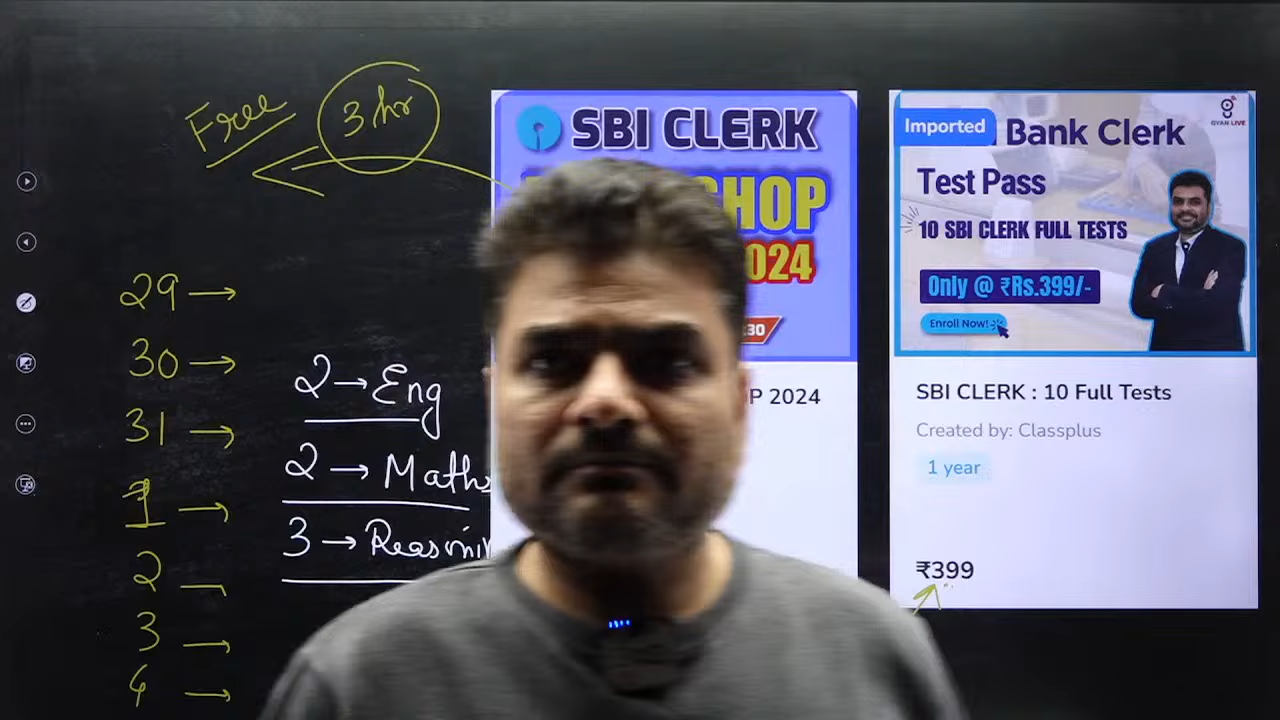 Free
3 hr
29 →
30 →
31 →
1 →
2 →
3 →
4 →
2 → Eng
2 → Maths
3 →
SBI CLERK
HOP
024
.30
P 2024
Imported
Bank Clerk
GYAN LIVE
Test Pass
10 SBI CLERK FULL TESTS
Only @ ₹Rs.399/-
Enroll Now!
SBI CLERK : 10 Full Tests
Created by: Classplus
1 year
₹399